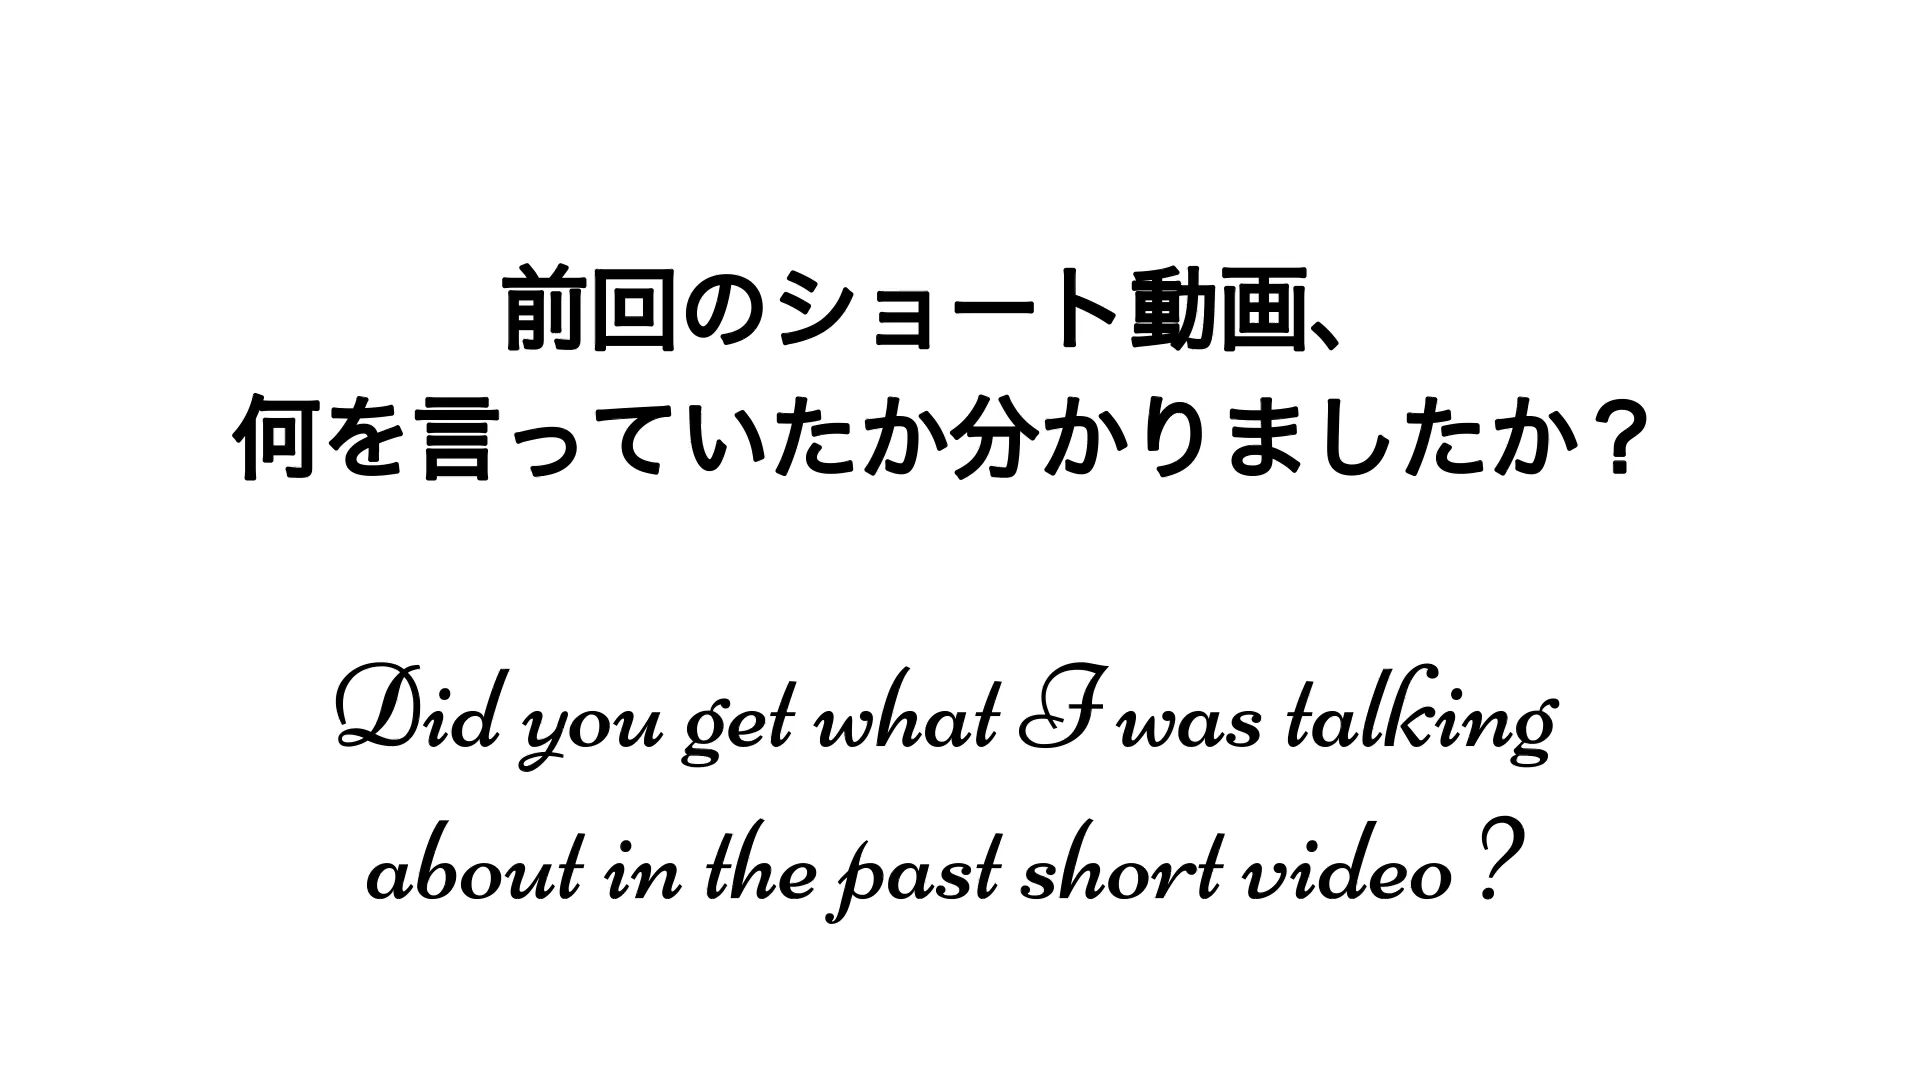 前回のショート動画、
何を言っていたか分かりましたか？
Did you get what I was talking
about in the past short video ?